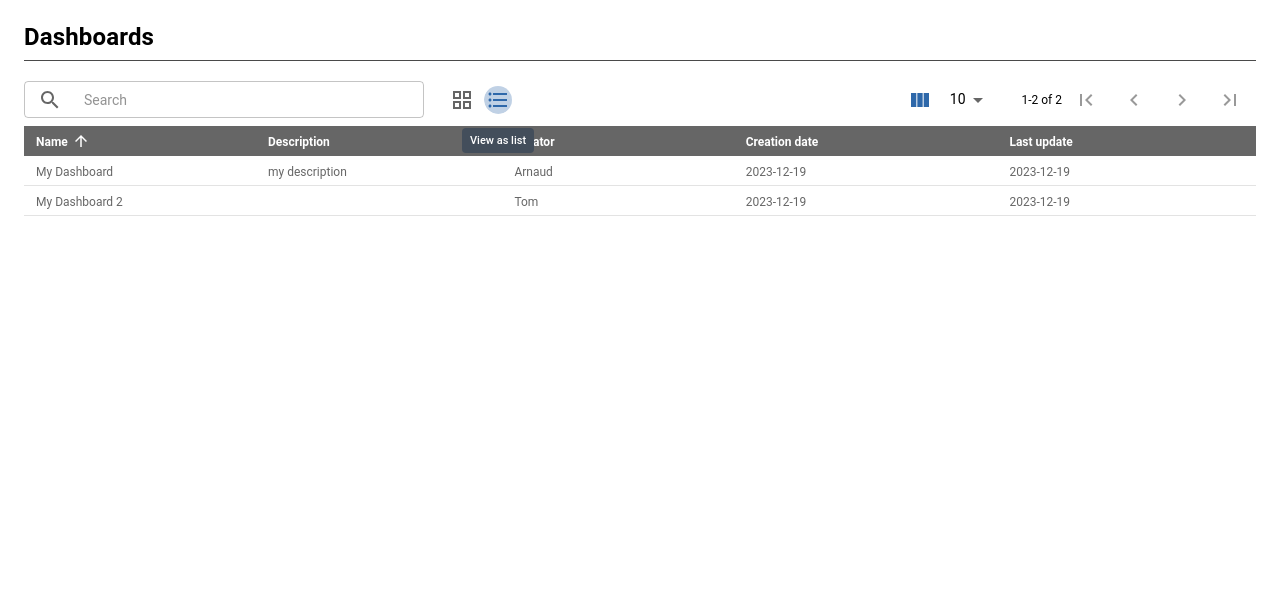 Dashboards
Search
10
1-2 of 2
Name Description ator Creation date Last update
View as list
My Dashboard my description Arnaud 2023-12-19 2023-12-19
My Dashboard 2 Tom 2023-12-19 2023-12-19